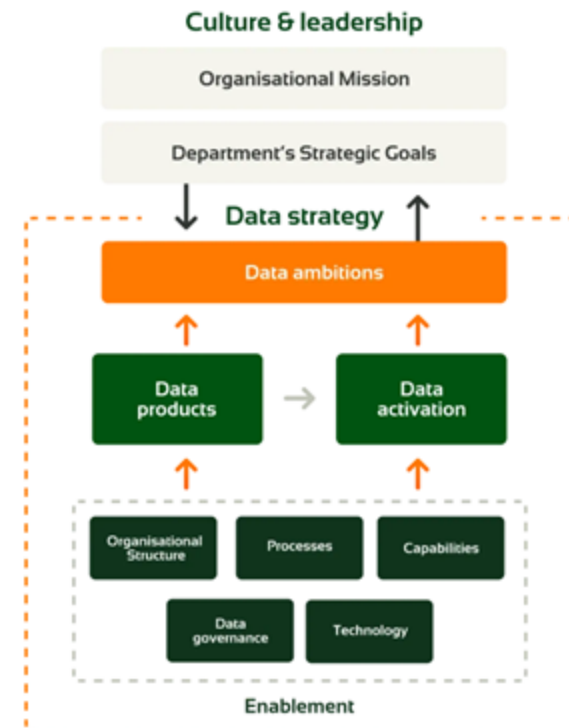 Culture & leadership
Organisational Mission
Department's Strategic Goals
Data strategy
Data ambitions
Data
products
Data
activation
Organisational
Structure
Processes
Capabilities
Data
governance
Technology
Enablement